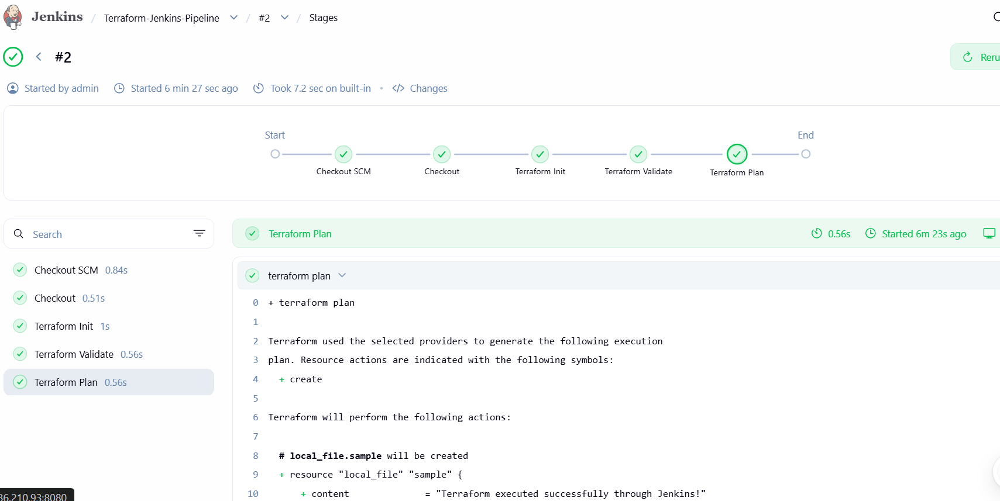 Jenkins / Terraform-Jenkins-Pipeline / #2 / Stages
#2
Reru
Started by admin Started 6 min 27 sec ago Took 7.2 sec on built-in • </> Changes
Start End
Checkout SCM Checkout Terraform Init Terraform Validate Terraform Plan
Search
Checkout SCM 0.84s
Checkout 0.51s
Terraform Init 1s
Terraform Validate 0.56s
Terraform Plan 0.56s
Terraform Plan 0.56s Started 6m 23s ago
terraform plan
0 + terraform plan
1
2 Terraform used the selected providers to generate the following execution
3 plan. Resource actions are indicated with the following symbols:
4 + create
5
6 Terraform will perform the following actions:
7
8 # local_file.sample will be created
9 + resource "local_file" "sample" {
10 + content = "Terraform executed successfully through Jenkins!"
36.210.93:8080